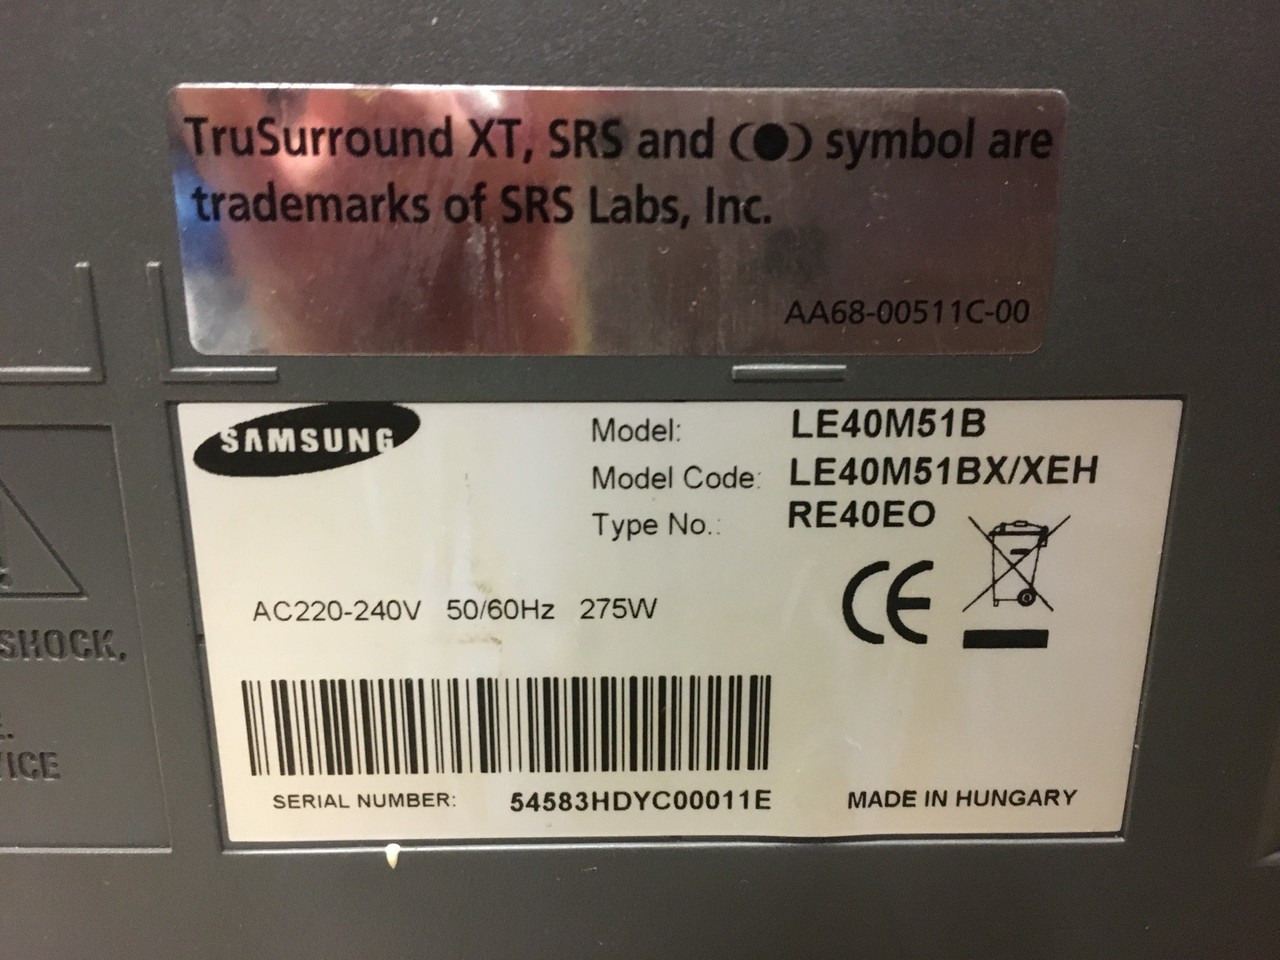 TruSurround XT, SRS and (●) symbol are
trademarks of SRS Labs, Inc.
AA68-00511C-00
SAMSUNG
Model: LE40M51B
Model Code: LE40M51BX/XEH
Type No.: RE40EO
AC220-240V 50/60Hz 275W
CE
SERIAL NUMBER: 54583HDYC00011E
MADE IN HUNGARY
SHOCK,